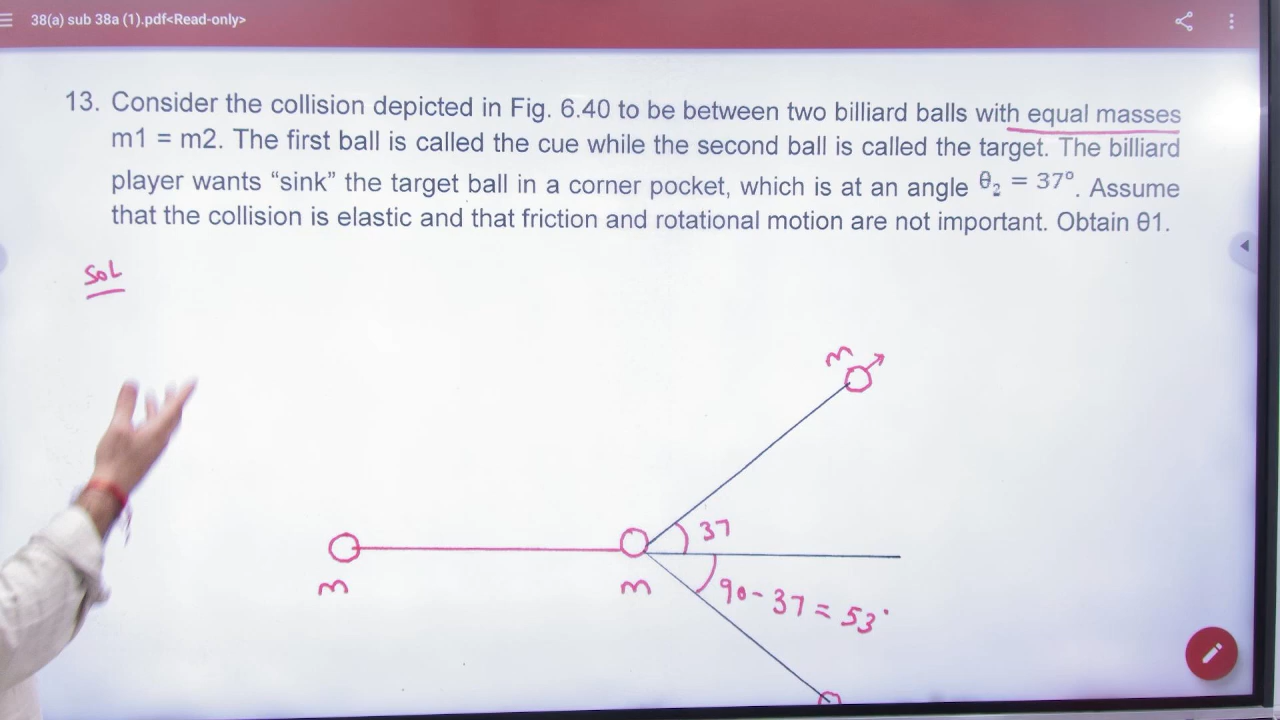 38(a) sub 38a (1).pdf<Read-only>
13. Consider the collision depicted in Fig. 6.40 to be between two billiard balls with equal masses
m1 = m2. The first ball is called the cue while the second ball is called the target. The billiard
player wants “sink” the target ball in a corner pocket, which is at an angle θ₂ = 37°. Assume
that the collision is elastic and that friction and rotational motion are not important. Obtain θ1.
SOL
m
37
m
m
90-37=53°